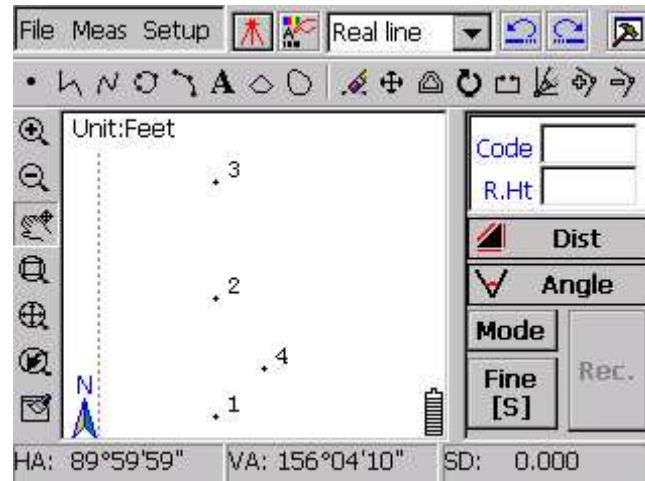 File Meas Setup Real line
A
Unit:Feet
3
2
4
1
N
Code
R.Ht
Dist
Angle
Mode
Fine
[S]
Rec.
HA: 89°59'59" VA: 156°04'10" SD: 0.000